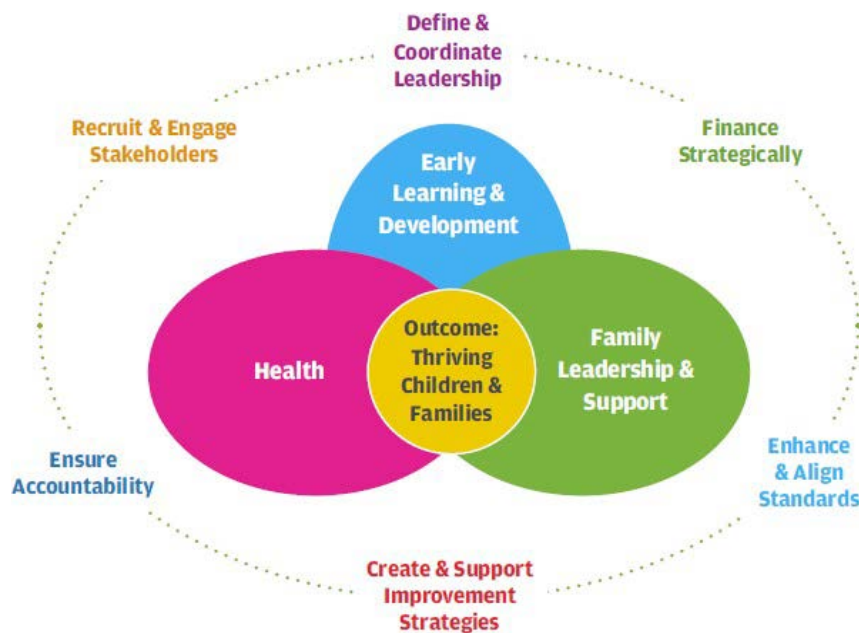 Define &
Coordinate
Leadership
Recruit & Engage
Stakeholders
Finance
Strategically
Early
Learning &
Development
Health
Outcome:
Thriving
Children &
Families
Family
Leadership &
Support
Ensure
Accountability
Enhance
& Align
Standards
Create & Support
Improvement
Strategies